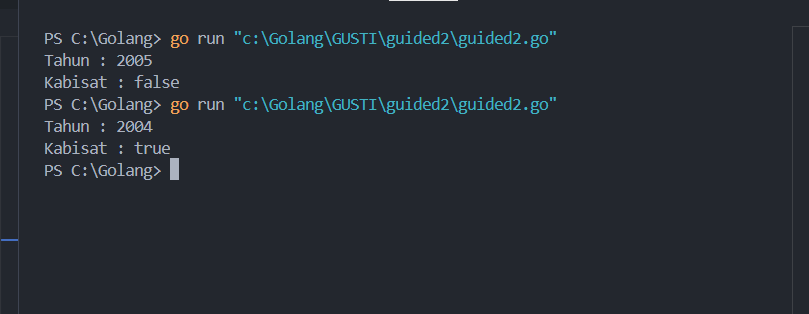 PS C:\Golang> go run "c:\Golang\GUSTI\guided2\guided2.go"
Tahun : 2005
Kabisat : false
PS C:\Golang> go run "c:\Golang\GUSTI\guided2\guided2.go"
Tahun : 2004
Kabisat : true
PS C:\Golang>